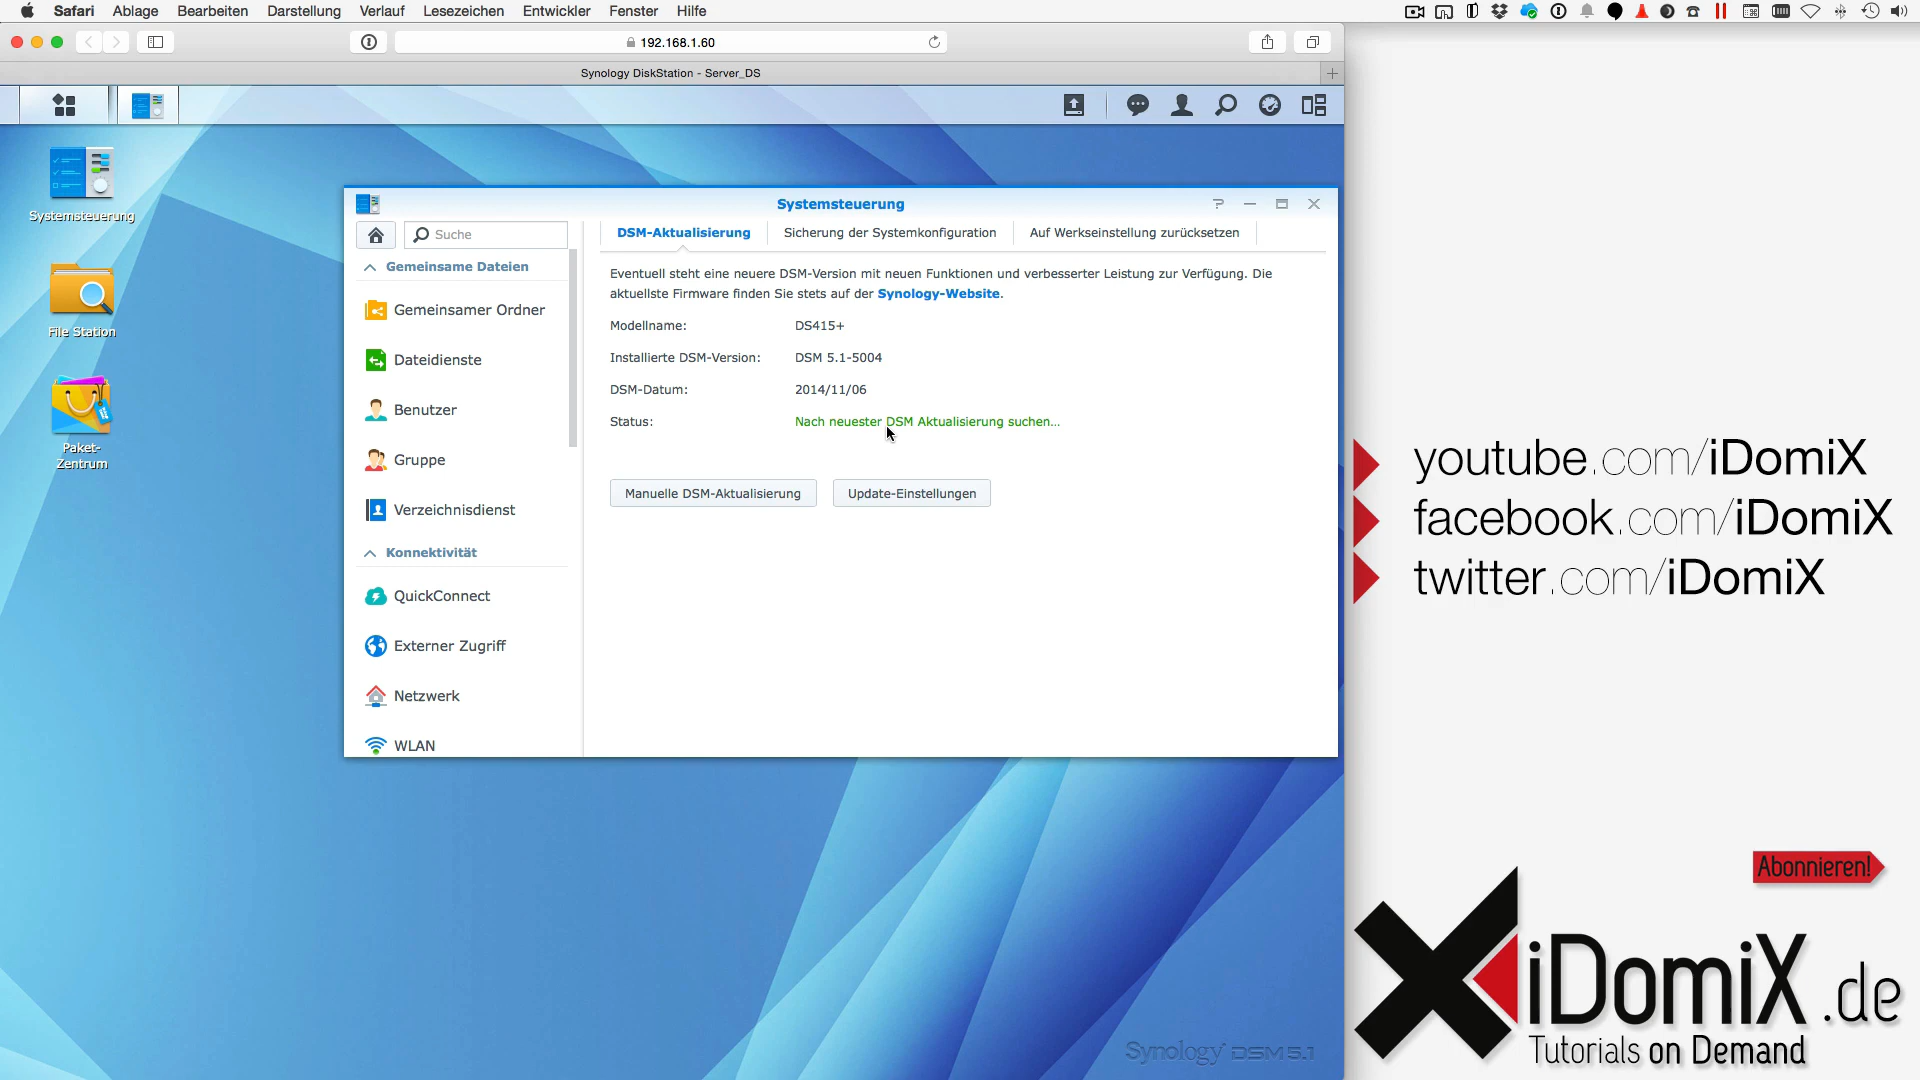 Safari Ablage Bearbeiten Darstellung Verlauf Lesezeichen Entwickler Fenster Hilfe
192.168.1.60
Synology DiskStation - Server_DS
Systemsteuerung
File Station
Paket-
Zentrum
Systemsteuerung
Suche
Gemeinsame Dateien
Gemeinsamer Ordner
Dateidienste
Benutzer
Gruppe
Verzeichnisdienst
Konnektivität
QuickConnect
Externer Zugriff
Netzwerk
WLAN
DSM-Aktualisierung Sicherung der Systemkonfiguration Auf Werkseinstellung zurücksetzen
Eventuell steht eine neuere DSM-Version mit neuen Funktionen und verbesserter Leistung zur Verfügung. Die
aktuellste Firmware finden Sie stets auf der Synology-Website.
Modellname: DS415+
Installierte DSM-Version: DSM 5.1-5004
DSM-Datum: 2014/11/06
Status: Nach neuester DSM Aktualisierung suchen...
Manuelle DSM-Aktualisierung Update-Einstellungen
Synology DSM 5.1
youtube.com/iDomiX
facebook.com/iDomiX
twitter.com/iDomiX
Abonnieren!
iDomiX.de
Tutorials on Demand